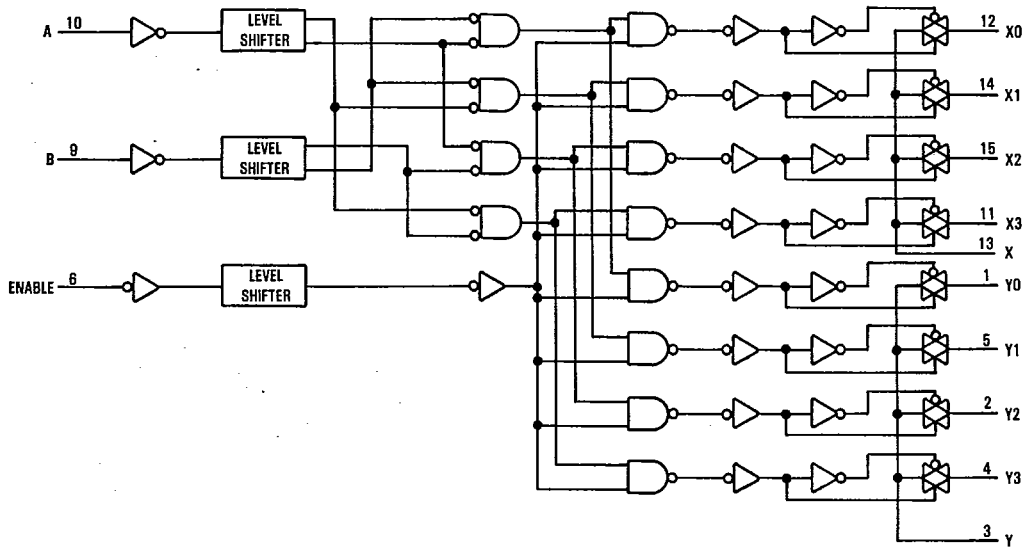 A 10
LEVEL
SHIFTER
12 X0
14 X1
B 9
LEVEL
SHIFTER
15 X2
11 X3
13 X
ENABLE 6
LEVEL
SHIFTER
1 Y0
5 Y1
2 Y2
4 Y3
3 Y